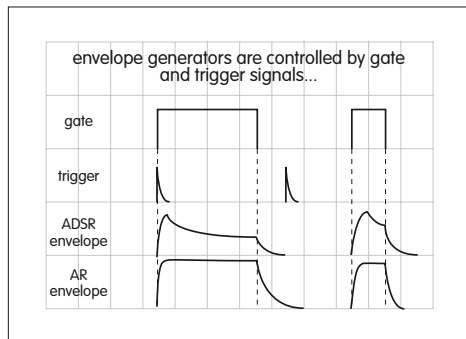 envelope generators are controlled by gate
and trigger signals...
gate
trigger
ADSR
envelope
AR
envelope